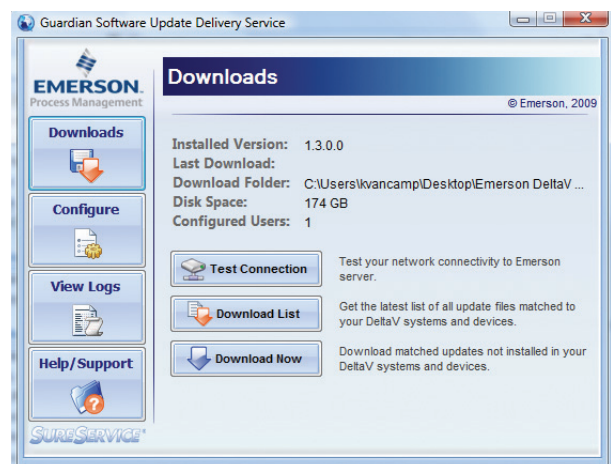 Guardian Software Update Delivery Service
EMERSON.
Process Management
Downloads
Configure
View Logs
Help/Support
SURESERVICE
Downloads
© Emerson, 2009
Installed Version: 1.3.0.0
Last Download:
Download Folder: C:\Users\kvancamp\Desktop\Emerson DeltaV ...
Disk Space: 174 GB
Configured Users: 1
Test Connection
Test your network connectivity to Emerson
server.
Download List
Get the latest list of all update files matched to
your DeltaV systems and devices.
Download Now
Download matched updates not installed in your
DeltaV systems and devices.